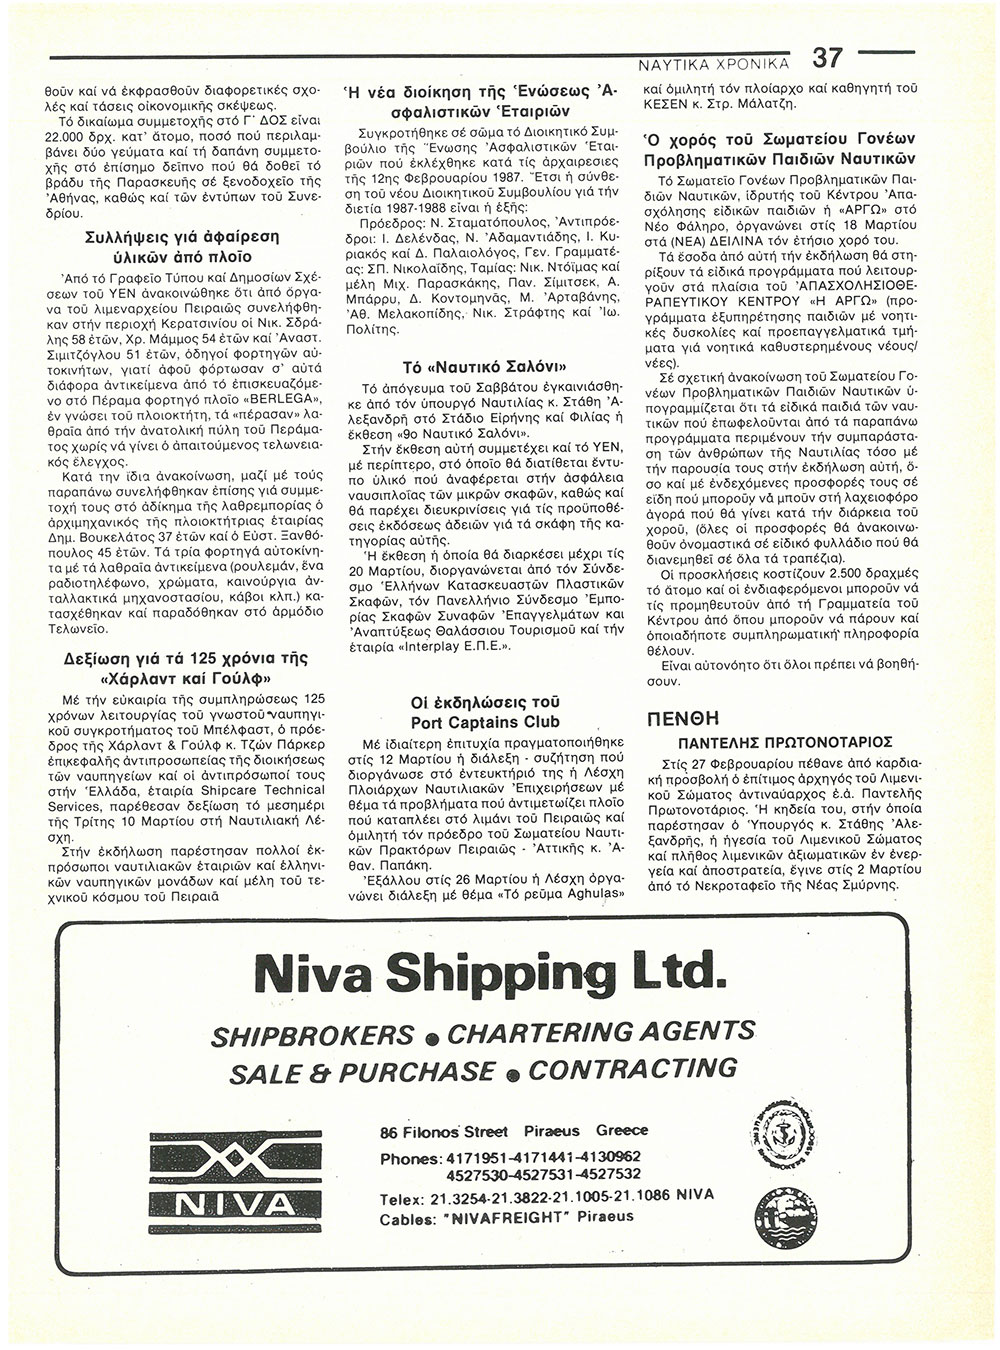 ΝΑΥΤΙΚΑ ΧΡΟΝΙΚΑ 37
θοῦν καί νά ἐκφρασθοῦν διαφορετικές σχο-
λές καί τάσεις οἰκονομικῆς σκέψεως.
Τό δικαίωμα συμμετοχῆς στό Γ΄ ΔΟΣ εἶναι
22.000 δρχ. κατ' ἄτομο, ποσό πού περιλαμ-
βάνει δύο γεύματα καί τή δαπάνη συμμετο-
χῆς στό ἐπίσημο δεῖπνο πού θά δοθεῖ τό
βράδυ τῆς Παρασκευῆς σέ ξενοδοχεῖο τῆς
'Αθήνας, καθώς καί τῶν ἐντύπων τοῦ Συνε-
δρίου.
Συλλήψεις γιά ἀφαίρεση
ὑλικῶν ἀπό πλοῖο
'Από τό Γραφεῖο Τύπου καί Δημοσίων Σχέ-
σεων τοῦ ΥΕΝ ἀνακοινώθηκε ὅτι ἀπό ὄργα-
να τοῦ λιμεναρχείου Πειραιῶς συνελήφθη-
καν στήν περιοχή Κερατσινίου οἱ Νικ. Σδρά-
λης 58 ἐτῶν, Χρ. Μάμμος 54 ἐτῶν καί 'Αναστ.
Σιμιτζόγλου 51 ἐτῶν, ὁδηγοί φορτηγῶν αὐ-
τοκινήτων, γιατί ἀφοῦ φόρτωσαν σ' αὐτά
διάφορα ἀντικείμενα ἀπό τό ἐπισκευαζόμε-
νο στό Πέραμα φορτηγό πλοῖο «BERLEGA»,
ἐν γνώσει τοῦ πλοιοκτήτη, τά «πέρασαν» λα-
θραῖα ἀπό τήν ἀνατολική πύλη τοῦ Περάμα-
τος χωρίς νά γίνει ὁ ἀπαιτούμενος τελωνεια-
κός ἔλεγχος.
Κατά την ἴδια ἀνακοίνωση, μαζί μέ τούς
παραπάνω συνελήφθηκαν ἐπίσης γιά συμμε-
τοχή τους στό ἀδίκημα τῆς λαθρεμπορίας ὁ
ἀρχιμηχανικός τῆς πλοιοκτήτριας ἑταιρίας
Δημ. Βουκελάτος 37 ἐτῶν καί ὁ Εὐστ. Ξανθό-
πουλος 45 ἐτῶν. Τά τρία φορτηγά αὐτοκίνη-
τα μέ τά λαθραῖα ἀντικείμενα (ρουλεμάν, ἕνα
ραδιοτηλέφωνο, χρώματα, καινούργια ἀν-
ταλλακτικά μηχανοστασίου, κάβοι κλπ.) κα-
τασχέθηκαν καί παραδόθηκαν στό ἁρμόδιο
Τελωνεῖο.
Δεξίωση γιά τά 125 χρόνια τῆς
«Χάρλαντ καί Γούλφ»
Μέ τήν εὐκαιρία τῆς συμπληρώσεως 125
χρόνων λειτουργίας τοῦ γνωστοῦ ναυπηγι-
κοῦ συγκροτήματος τοῦ Μπέλφαστ, ὁ πρόε-
δρος τῆς Χάρλαντ & Γούλφ κ. Τζών Πάρκερ
ἐπικεφαλῆς ἀντιπροσωπείας τῆς διοικήσεως
τῶν ναυπηγείων καί οἱ ἀντιπρόσωποί τους
στήν 'Ελλάδα, ἑταιρία Shipcare Technical
Services, παρέθεσαν δεξίωση τό μεσημέρι
τῆς Τρίτης 10 Μαρτίου στή Ναυτιλιακή Λέ-
σχη.
Στήν ἐκδήλωση παρέστησαν πολλοί ἐκ-
πρόσωποι ναυτιλιακῶν ἑταιριῶν καί ἑλληνι-
κῶν ναυπηγικῶν μονάδων καί μέλη τοῦ τε-
χνικοῦ κόσμου τοῦ Πειραιᾶ
'Η νέα διοίκηση τῆς 'Ενώσεως 'Α-
σφαλιστικῶν 'Εταιριῶν
Συγκροτήθηκε σέ σῶμα τό Διοικητικό Συμ-
βούλιο τῆς "Ενωσης 'Ασφαλιστικῶν 'Εται-
ριῶν πού ἐκλέχθηκε κατά τίς ἀρχαιρεσιες
τῆς 12ης Φεβρουαρίου 1987. "Ετσι ἡ σύνθε-
ση τοῦ νέου Διοικητικοῦ Συμβουλίου γιά τήν
διετία 1987-1988 εἶναι ἡ ἑξῆς:
Πρόεδρος: Ν. Σταματόπουλος, 'Αντιπρόε-
δροι: Ι. Δελένδας, Ν. 'Αδαμαντιάδης, Ι. Κυ-
ριακός καί Δ. Παλαιολόγος, Γεν. Γραμματέ-
ας: ΣΠ. Νικολαΐδης, Ταμίας: Νικ. Ντόϊμας καί
μέλη Μιχ. Παρασκάκης, Παν. Σίμιτσεκ, Α.
Μπάρρυ, Δ. Κοντομηνᾶς, Μ. 'Αρταβάνης,
'Αθ. Μελακοπίδης, Νικ. Στράφτης καί 'Ιω.
Πολίτης.
Τό «Ναυτικό Σαλόνι»
Τό ἀπόγευμα τοῦ Σαββάτου ἐγκαινιάσθη-
κε ἀπό τόν ὑπουργό Ναυτιλίας κ. Στάθη 'Α-
λεξανδρῆ στό Στάδιο Εἰρήνης καί Φιλίας ἡ
ἔκθεση «9ο Ναυτικό Σαλόνι».
Στήν ἔκθεση αὐτή συμμετέχει καί τό ΥΕΝ,
μέ περίπτερο, στό ὁποῖο θά διατίθεται ἔντυ-
πο ὑλικό πού ἀναφέρεται στήν ἀσφάλεια
ναυσιπλοΐας τῶν μικρῶν σκαφῶν, καθώς καί
θά παρέχει διευκρινίσεις γιά τίς προϋποθέ-
σεις ἐκδόσεως ἀδειῶν γιά τά σκάφη τῆς κα-
τηγορίας αὐτῆς.
'Η ἔκθεση ἡ ὁποία θά διαρκέσει μέχρι τίς
20 Μαρτίου, διοργανώνεται ἀπό τόν Σύνδε-
σμο 'Ελλήνων Κατασκευαστῶν Πλαστικῶν
Σκαφῶν, τόν Πανελλήνιο Σύνδεσμο 'Εμπο-
ρίας Σκαφῶν Συναφῶν 'Επαγγελμάτων και
'Αναπτύξεως Θαλάσσιου Τουρισμοῦ καί τήν
ἑταιρία «Interplay Ε.Π.Ε.».
Οἱ ἐκδηλώσεις τοῦ
Port Captains Club
Μέ ἰδιαίτερη ἐπιτυχία πραγματοποιήθηκε
στίς 12 Μαρτίου ἡ διάλεξη - συζήτηση πού
διοργάνωσε στό ἐντευκτήριό της ἡ Λέσχη
Πλοιάρχων Ναυτιλιακῶν 'Επιχειρήσεων μέ
θέμα τά προβλήματα πού ἀντιμετωίζει πλοῖο
πού καταπλέει στό λιμάνι τοῦ Πειραιῶς καί
ὁμιλητή τόν πρόεδρο τοῦ Σωματείου Ναυτι-
κῶν Πρακτόρων Πειραιῶς - 'Αττικῆς κ. 'Α-
θαν. Παπάκη.
'Εξάλλου στίς 26 Μαρτίου ἡ Λέσχη ὀργα-
νώνει διάλεξη μέ θέμα «Τό ρεῦμα Aghulas»
καί ὁμιλητή τόν πλοίαρχο καί καθηγητή τοῦ
ΚΕΣΕΝ κ. Στρ. Μάλατζη.
'Ο χορός τοῦ Σωματείου Γονέων
Προβληματικῶν Παιδιῶν Ναυτικῶν
Τό Σωματεῖο Γονέων Προβληματικῶν Παι-
διῶν Ναυτικῶν, ἱδρυτής τοῦ Κέντρου 'Απα-
σχόλησης εἰδικῶν παιδιῶν ἡ «ΑΡΓΩ» στό
Νέο Φάληρο, ὀργανώνει στίς 18 Μαρτίου
στά (ΝΕΑ) ΔΕΙΛΙΝΑ τόν ἐτήσιο χορό του.
Τά ἔσοδα ἀπό αὐτή τήν ἐκδήλωση θά στη-
ρίξουν τά εἰδικά προγράμματα πού λειτουρ-
γοῦν στά πλαίσια τοῦ 'ΑΠΑΣΧΟΛΗΣΙΟΘΕ-
ΡΑΠΕΥΤΙΚΟΥ ΚΕΝΤΡΟΥ «Η ΑΡΓΩ» (προ-
γράμματα ἐξυπηρέτησης παιδιῶν μέ νοητι-
κές δυσκολίες καί προεπαγγελματικά τμή-
ματα γιά νοητικά καθυστερημένους νέους/
νέες).
Σέ σχετική ἀνακοίνωση τοῦ Σωματείου Γο-
νέων Προβληματικῶν Παιδιῶν Ναυτικῶν ὑ-
πογραμμίζεται ὅτι τά εἰδικά παιδιά τῶν ναυ-
τικῶν πού ἐπωφελοῦνται ἀπό τά παραπάνω
προγράμματα περιμένουν τήν συμπαράστα-
ση τῶν ἀνθρώπων τῆς Ναυτιλίας τόσο μέ
τήν παρουσία τους στήν ἐκδήλωση αὐτή, ὅ-
σο καί μέ ἐνδεχόμενες προσφορές τους σέ
εἴδη πού μποροῦν νά μποῦν στή λαχειοφόρο
ἀγορά πού θά γίνει κατά τήν διάρκεια τοῦ
χοροῦ, (ὅλες οἱ προσφορές θά ἀνακοινω-
θοῦν ὀνομαστικά σέ εἰδικό φυλλάδιο πού θά
διανεμηθεῖ σέ ὅλα τά τραπέζια).
Οἱ προσκλήσεις κοστίζουν 2.500 δραχμές
τό ἄτομο καί οἱ ἐνδιαφερόμενοι μποροῦν νά
τίς προμηθευτοῦν ἀπό τή Γραμματεία τοῦ
Κέντρου ἀπό ὅπου μποροῦν νά πάρουν καί
ὁποιαδήποτε συμπληρωματική πληροφορία
θέλουν.
Εἶναι αὐτονόητο ὅτι ὅλοι πρέπει νά βοηθή-
σουν.
ΠΕΝΘΗ
ΠΑΝΤΕΛΗΣ ΠΡΩΤΟΝΟΤΑΡΙΟΣ
Στίς 27 Φεβρουαρίου πέθανε ἀπό καρδια-
κή προσβολή ὁ ἐπίτιμος ἀρχηγός τοῦ Λιμενι-
κοῦ Σώματος ἀντιναύαρχος ἐ.ἀ. Παντελῆς
Πρωτονοτάριος. 'Η κηδεία του, στήν ὁποία
παρέστησαν ὁ 'Υπουργός κ. Στάθης 'Αλε-
ξανδρῆς, ἡ ἡγεσία τοῦ Λιμενικοῦ Σώματος
καί πλῆθος λιμενικῶν ἀξιωματικῶν ἐν ἐνερ-
γεία καί ἀποστρατεία, ἔγινε στίς 2 Μαρτίου
ἀπό τό Νεκροταφεῖο τῆς Νέας Σμύρνης.
Niva Shipping Ltd.
SHIPBROKERS ● CHARTERING AGENTS
SALE & PURCHASE ● CONTRACTING
NIVA
86 Filonos Street Piraeus Greece
Phones: 4171951-4171441-4130962
4527530-4527531-4527532
Telex: 21.3254-21.3822-21.1005-21.1086 NIVA
Cables: "NIVAFREIGHT" Piraeus